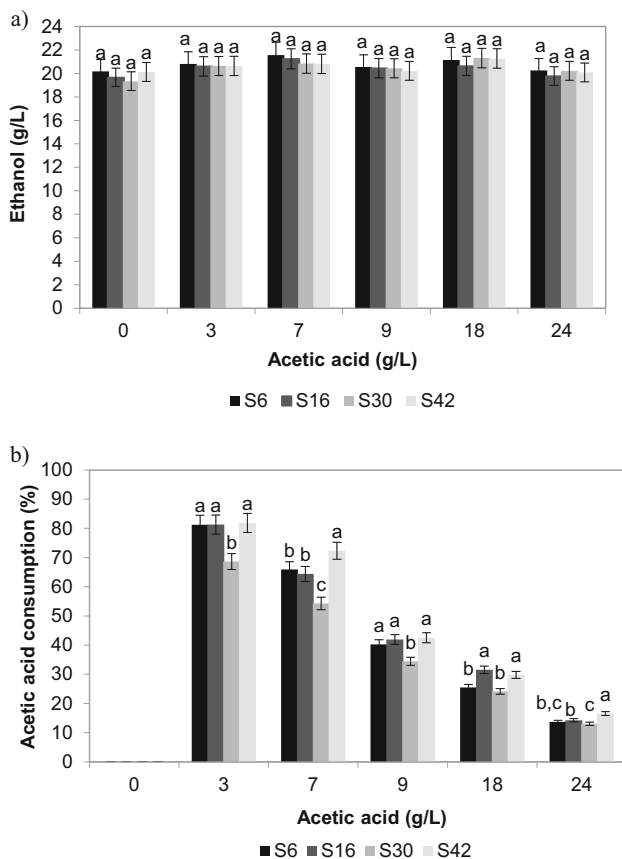 a)
24
22
20
18
16
14
12
10
8
6
4
2
0
Ethanol (g/L)
a a a a a a a a a a a a a a a a a a a a a a a a
0 3 7 9 18 24
Acetic acid (g/L)
S6 S16 S30 S42
b)
100
90
80
70
60
50
40
30
20
10
0
Acetic acid consumption (%)
a a b a
b b c a
a a b a
b a b a
b,c b c a
0 3 7 9 18 24
Acetic acid (g/L)
S6 S16 S30 S42